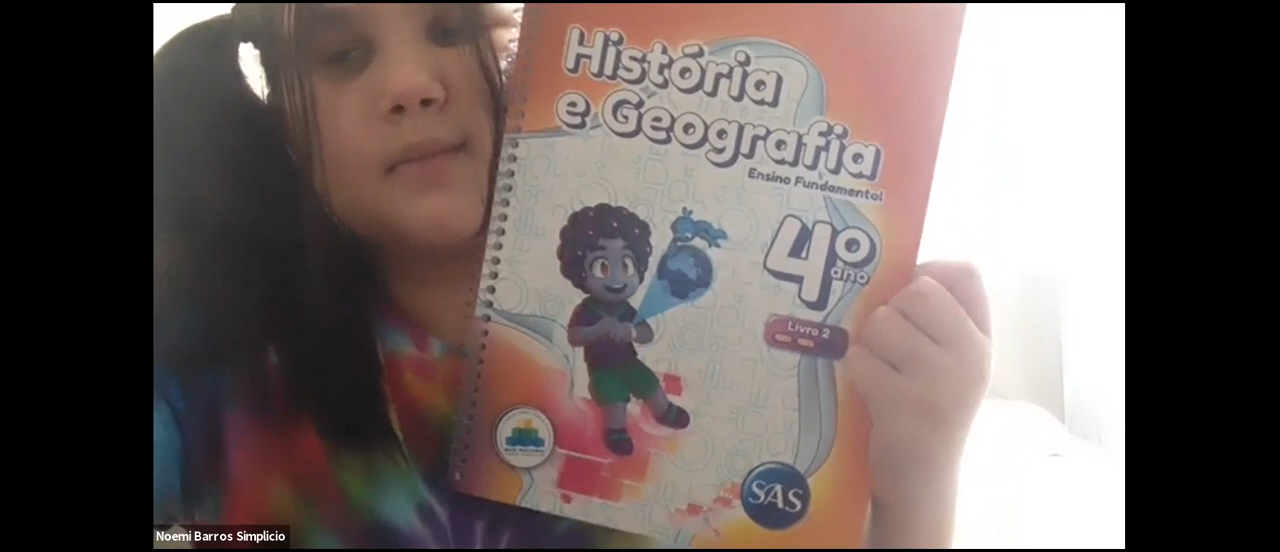 História
e Geografia
Ensino Fundamental
4º
ano
Livro 2
SAS
Noemi Barros Simplicio